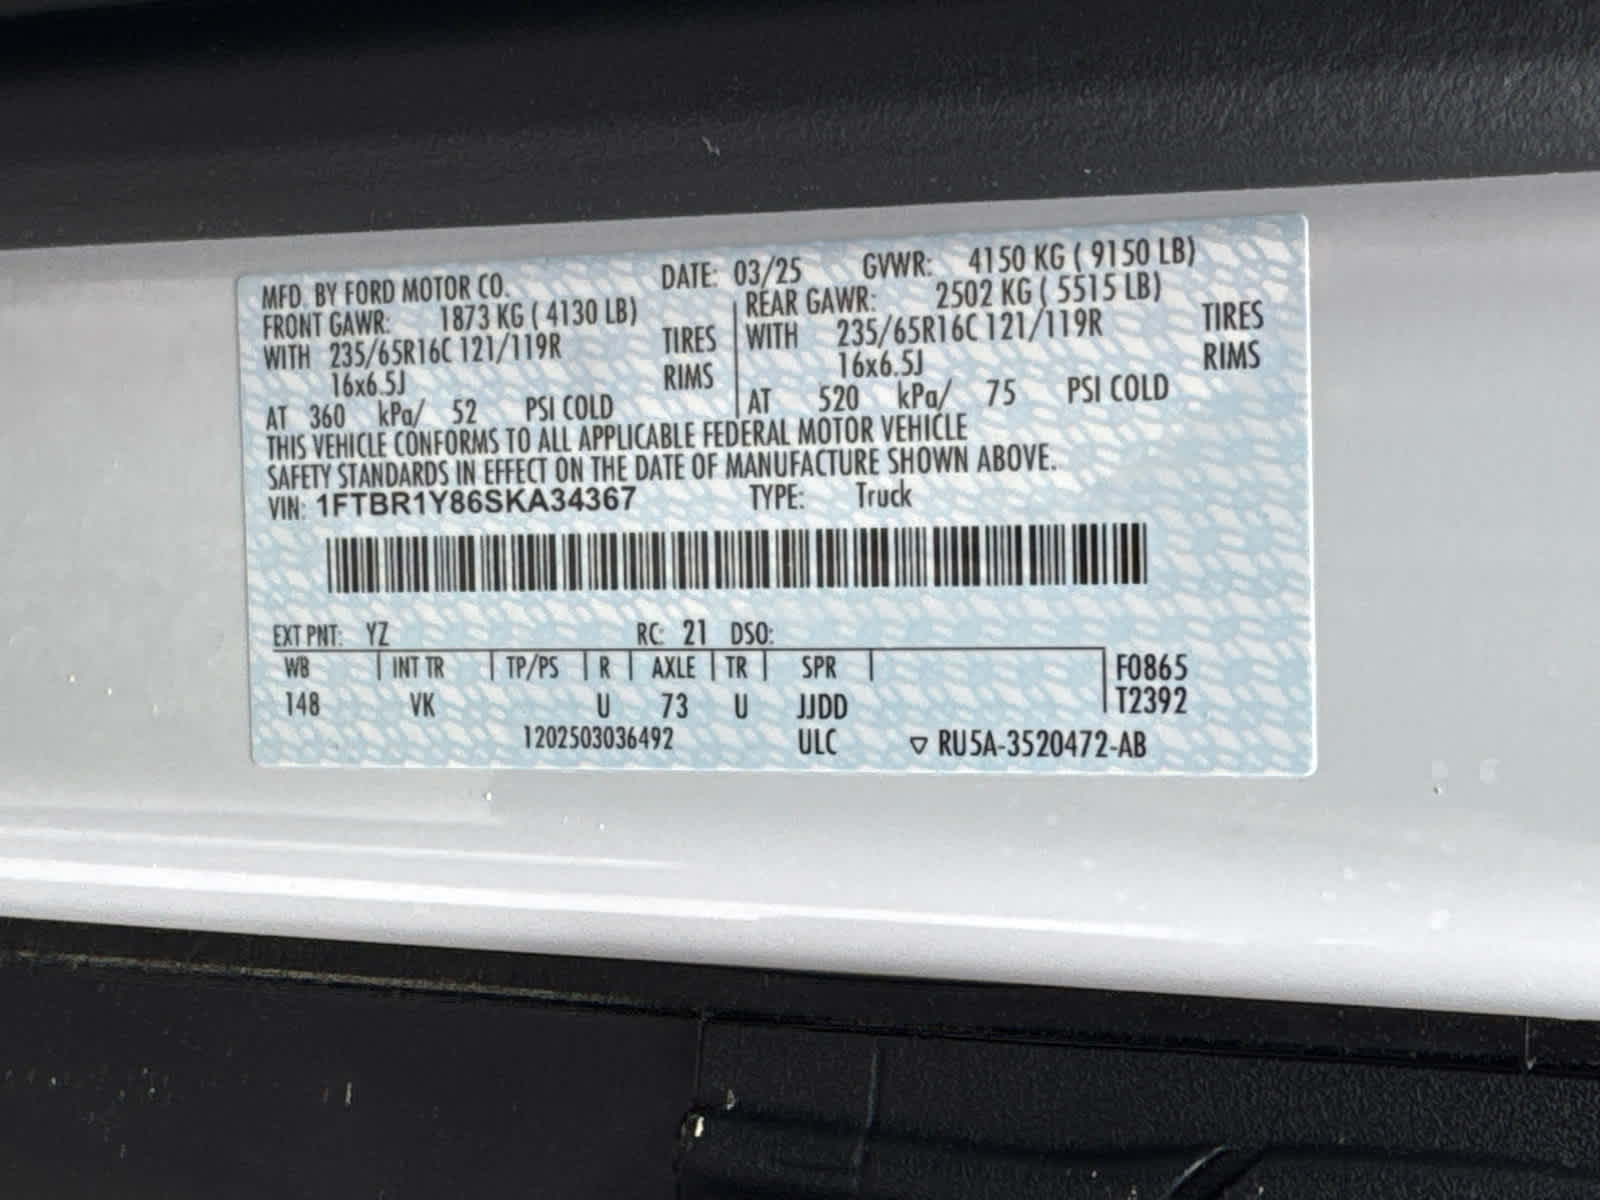 MFD. BY FORD MOTOR CO. DATE: 03/25 GVWR: 4150 KG ( 9150 LB)
FRONT GAWR: 1873 KG ( 4130 LB) REAR GAWR: 2502 KG ( 5515 LB)
WITH 235/65R16C 121/119R TIRES WITH 235/65R16C 121/119R TIRES
16x6.5J RIMS 16x6.5J RIMS
AT 360 kPa/ 52 PSI COLD AT 520 kPa/ 75 PSI COLD
THIS VEHICLE CONFORMS TO ALL APPLICABLE FEDERAL MOTOR VEHICLE
SAFETY STANDARDS IN EFFECT ON THE DATE OF MANUFACTURE SHOWN ABOVE.
VIN: 1FTBR1Y86SKA34367 TYPE: Truck
EXT PNT: YZ RC: 21 DSO:
WB INT TR TP/PS R AXLE TR SPR F0865
148 VK U 73 U JJDD T2392
1202503036492 ULC ▽ RU5A-3520472-AB